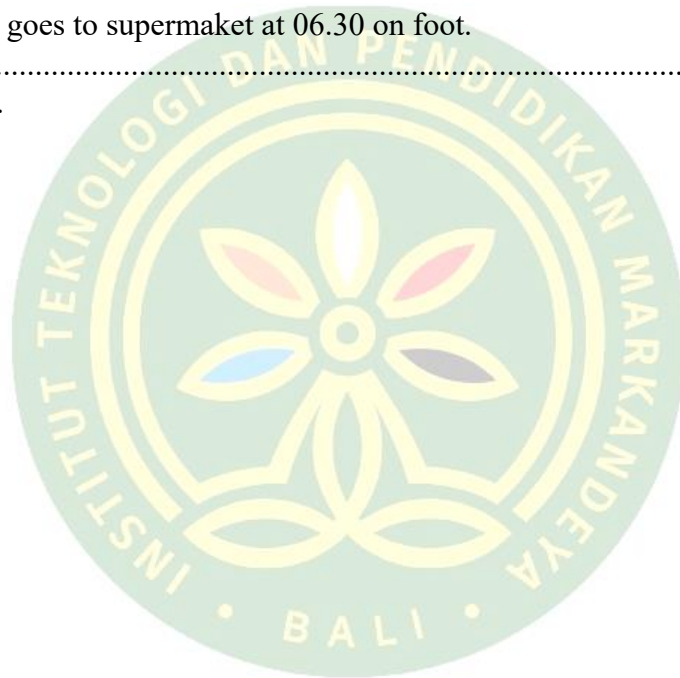 goes to supermaket at 06.30 on foot.
....................................................................................................
.
INSTITUT TEKNOLOGI DAN PENDIDIKAN MARKANDEYA
• BALI •